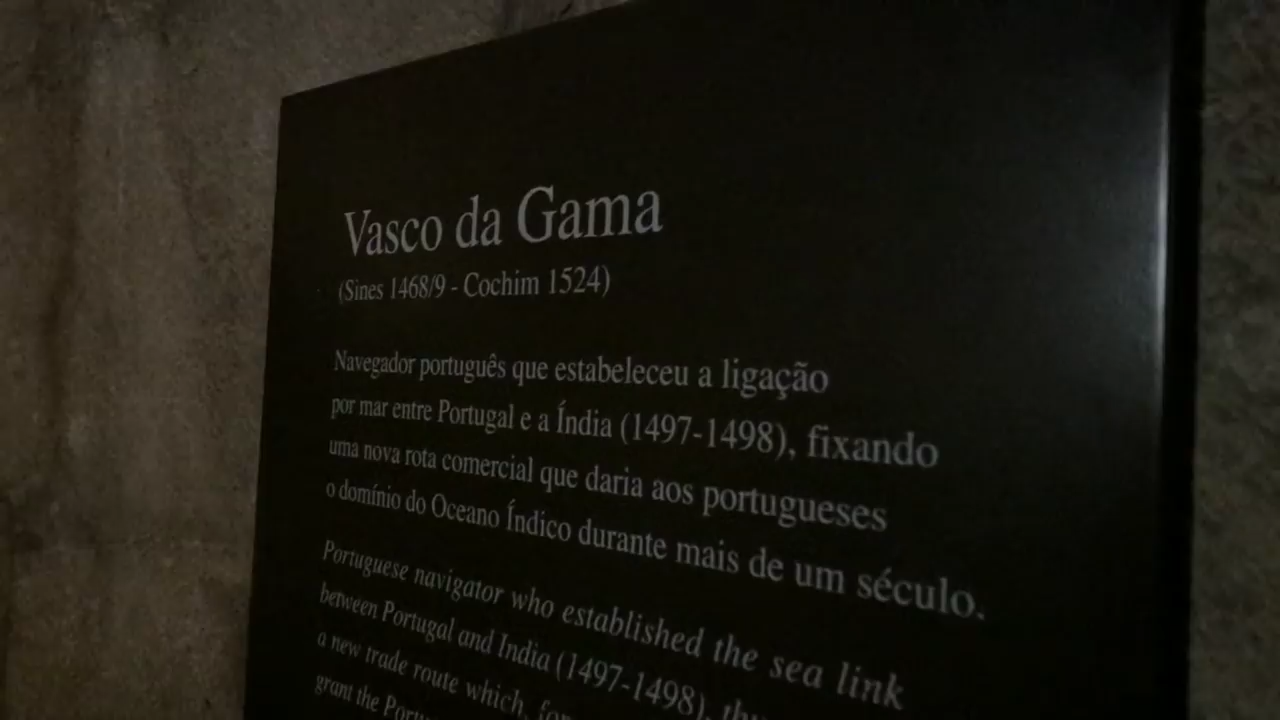 Vasco da Gama
(Sines 1468/9 - Cochim 1524)
Navegador português que estabeleceu a ligação
por mar entre Portugal e a Índia (1497-1498), fixando
uma nova rota comercial que daria aos portugueses
o domínio do Oceano Índico durante mais de um século.
Portuguese navigator who established the sea link
between Portugal and India (1497-1498),
a new trade route which,
grant the